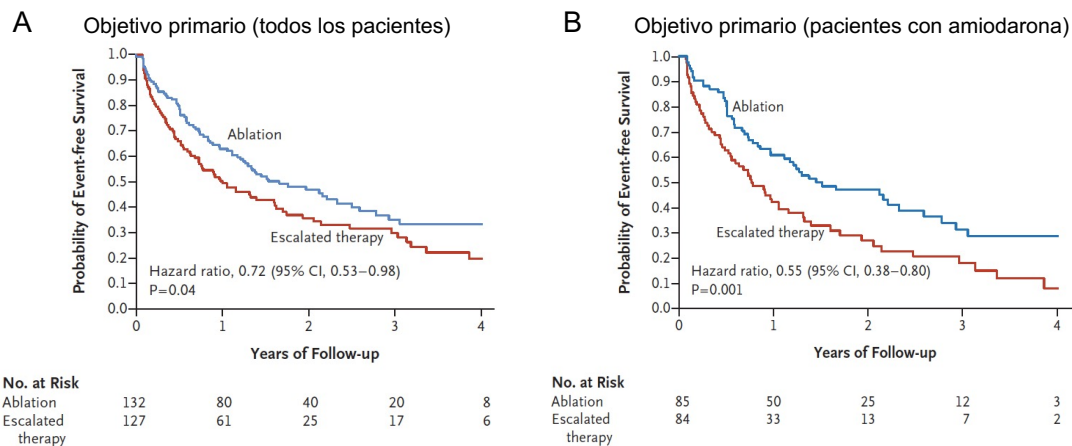 A Objetivo primario (todos los pacientes)
Probability of Event-free Survival
1.0
0.9
0.8
0.7
0.6
0.5
0.4
0.3
0.2
0.1
0.0
Ablation
Escalated therapy
Hazard ratio, 0.72 (95% CI, 0.53–0.98)
P=0.04
0 1 2 3 4
Years of Follow-up
No. at Risk
Ablation 132 80 40 20 8
Escalated 127 61 25 17 6
therapy
B Objetivo primario (pacientes con amiodarona)
Probability of Event-free Survival
1.0
0.9
0.8
0.7
0.6
0.5
0.4
0.3
0.2
0.1
0.0
Ablation
Escalated therapy
Hazard ratio, 0.55 (95% CI, 0.38–0.80)
P=0.001
0 1 2 3 4
Years of Follow-up
No. at Risk
Ablation 85 50 25 12 3
Escalated 84 33 13 7 2
therapy